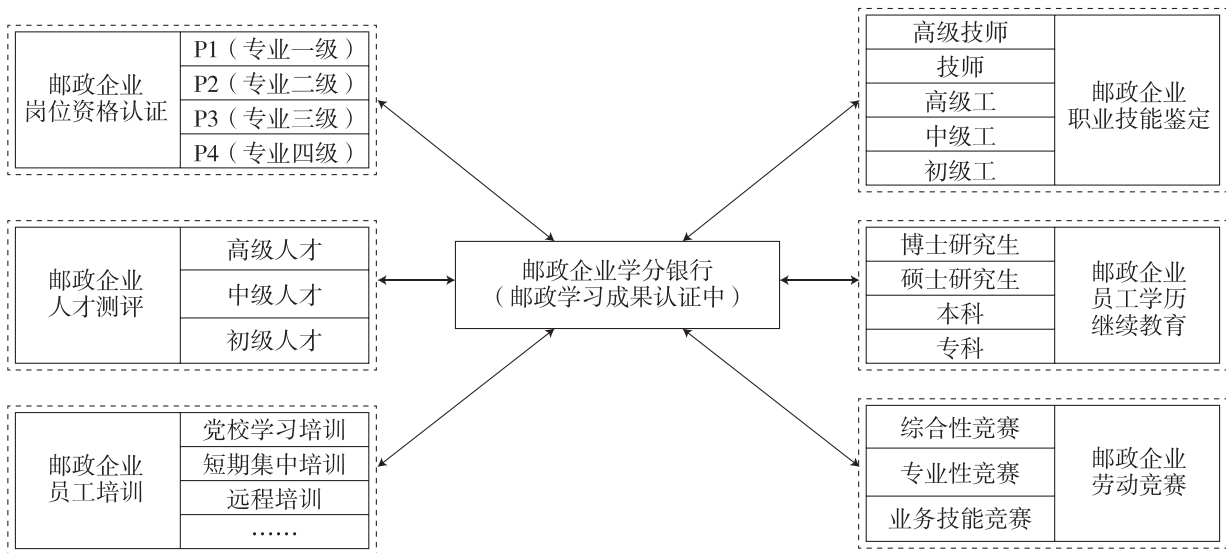 邮政企业
岗位资格认证
P1（专业一级）
P2（专业二级）
P3（专业三级）
P4（专业四级）
邮政企业
人才测评
高级人才
中级人才
初级人才
邮政企业
员工培训
党校学习培训
短期集中培训
远程培训
……
邮政企业学分银行
（邮政学习成果认证中）
高级技师
技师
高级工
中级工
初级工
邮政企业
职业技能鉴定
博士研究生
硕士研究生
本科
专科
邮政企业
员工学历
继续教育
综合性竞赛
专业性竞赛
业务技能竞赛
邮政企业
劳动竞赛